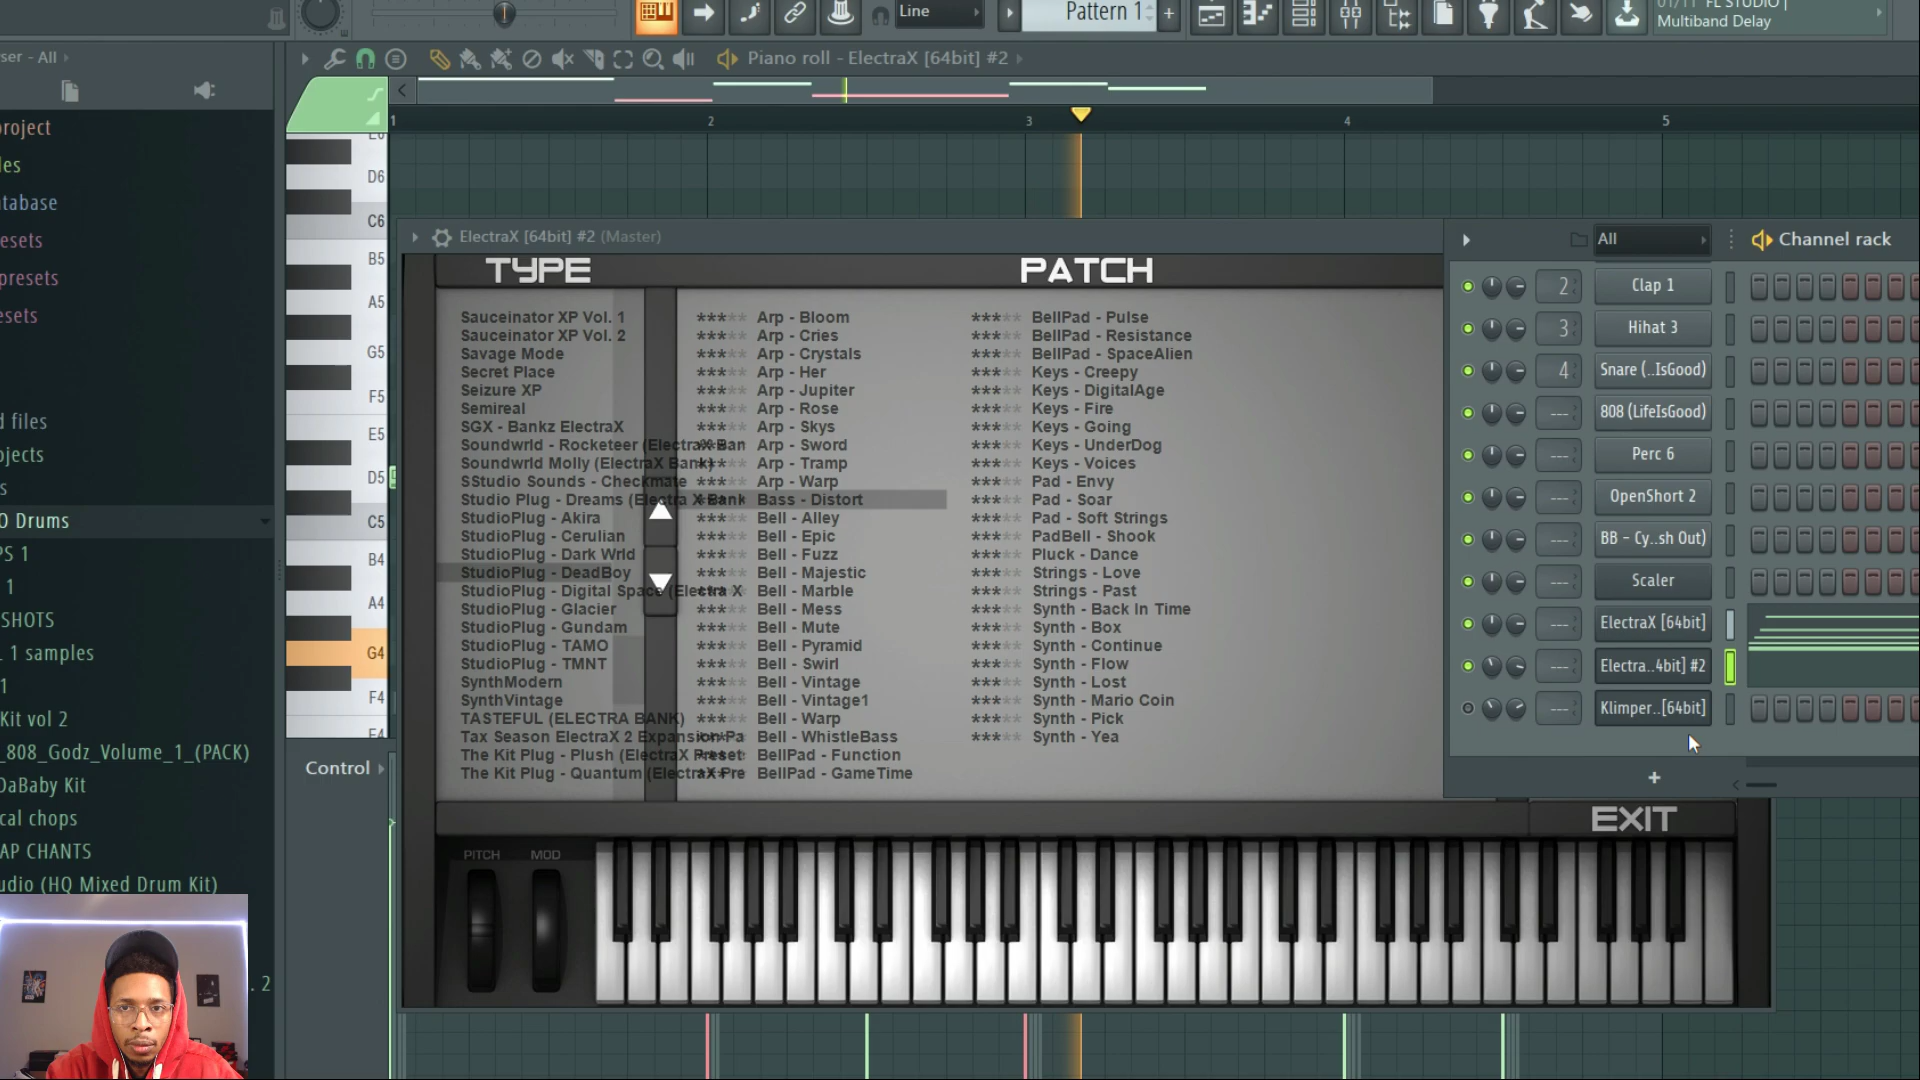 Line
Pattern 1
+
FL STUDIO |
Multiband Delay
ser - All
Piano roll - ElectraX [64bit] #2
1
2
3
4
5
project
les
atabase
esets
presets
esets
d files
ojects
s
O Drums
PS 1
1
SHOTS
1 samples
1
Kit vol 2
_808_Godz_Volume_1_(PACK)
DaBaby Kit
cal chops
AP CHANTS
udio (HQ Mixed Drum Kit)
. 2
D6
C6
B5
A5
G5
F5
E5
D5
C5
B4
A4
G4
F4
Control
ElectraX [64bit] #2 (Master)
TYPE
PATCH
Sauceinator XP Vol. 1
Sauceinator XP Vol. 2
Savage Mode
Secret Place
Seizure XP
Semireal
SGX - Bankz ElectraX
Soundwrld - Rocketeer (ElectraX Ban
Soundwrld Molly (ElectraX Bank)
SStudio Sounds - Checkmate
Studio Plug - Dreams (Electra X Bank
StudioPlug - Akira
StudioPlug - Cerulian
StudioPlug - Dark Wrld
StudioPlug - DeadBoy
StudioPlug - Digital Space (Electra X
StudioPlug - Glacier
StudioPlug - Gundam
StudioPlug - TAMO
StudioPlug - TMNT
SynthModern
SynthVintage
TASTEFUL (ELECTRA BANK)
Tax Season ElectraX 2 Expansion Pa
The Kit Plug - Plush (ElectraX Preset
The Kit Plug - Quantum (ElectraX Pre
Arp - Bloom
Arp - Cries
Arp - Crystals
Arp - Her
Arp - Jupiter
Arp - Rose
Arp - Skys
Arp - Sword
Arp - Tramp
Arp - Warp
Bass - Distort
Bell - Alley
Bell - Epic
Bell - Fuzz
Bell - Majestic
Bell - Marble
Bell - Mess
Bell - Mute
Bell - Pyramid
Bell - Swirl
Bell - Vintage
Bell - Vintage1
Bell - Warp
Bell - WhistleBass
BellPad - Function
BellPad - GameTime
BellPad - Pulse
BellPad - Resistance
BellPad - SpaceAlien
Keys - Creepy
Keys - DigitalAge
Keys - Fire
Keys - Going
Keys - UnderDog
Keys - Voices
Pad - Envy
Pad - Soar
Pad - Soft Strings
PadBell - Shook
Pluck - Dance
Strings - Love
Strings - Past
Synth - Back In Time
Synth - Box
Synth - Continue
Synth - Flow
Synth - Lost
Synth - Mario Coin
Synth - Pick
Synth - Yea
EXIT
PITCH
MOD
All
Channel rack
2 Clap 1
3 Hihat 3
4 Snare (..IsGood)
--- 808 (LifeIsGood)
--- Perc 6
--- OpenShort 2
--- BB - Cy..sh Out)
--- Scaler
--- ElectraX [64bit]
--- Electra..4bit] #2
--- Klimper..[64bit]
+